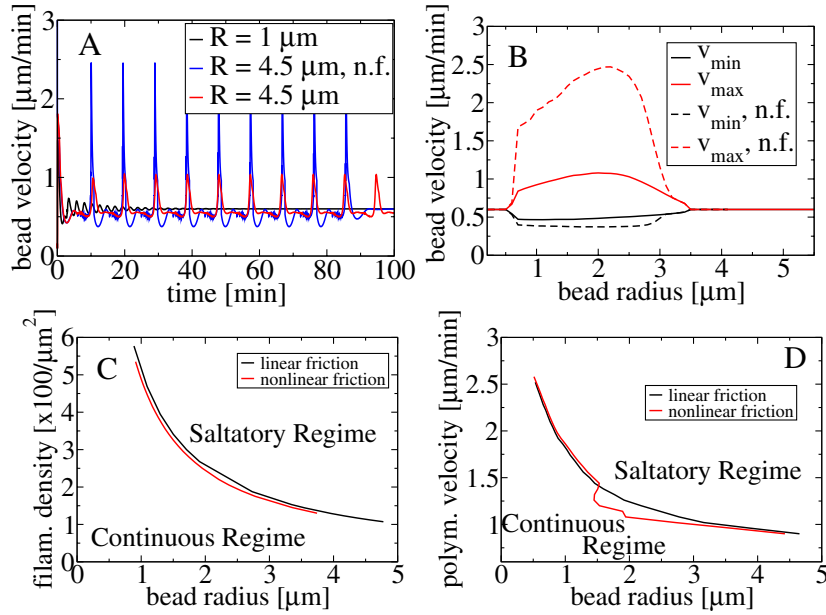 A
R = 1 μm
R = 4.5 μm, n.f.
R = 4.5 μm
bead velocity [μm/min]
3
2
1
0
0 20 40 60 80 100
time [min]
B
v_min
v_max
v_min, n.f.
v_max, n.f.
bead velocity [μm/min]
3
2.5
2
1.5
1
0.5
0
1 2 3 4 5
bead radius [μm]
C
linear friction
nonlinear friction
Saltatory Regime
Continuous Regime
filam. density [x100/μm²]
6
5
4
3
2
1
0
0 1 2 3 4 5
bead radius [μm]
D
linear friction
nonlinear friction
Saltatory Regime
Continuous
Regime
polym. velocity [μm/min]
3
2.5
2
1.5
1
0 1 2 3 4 5
bead radius [μm]